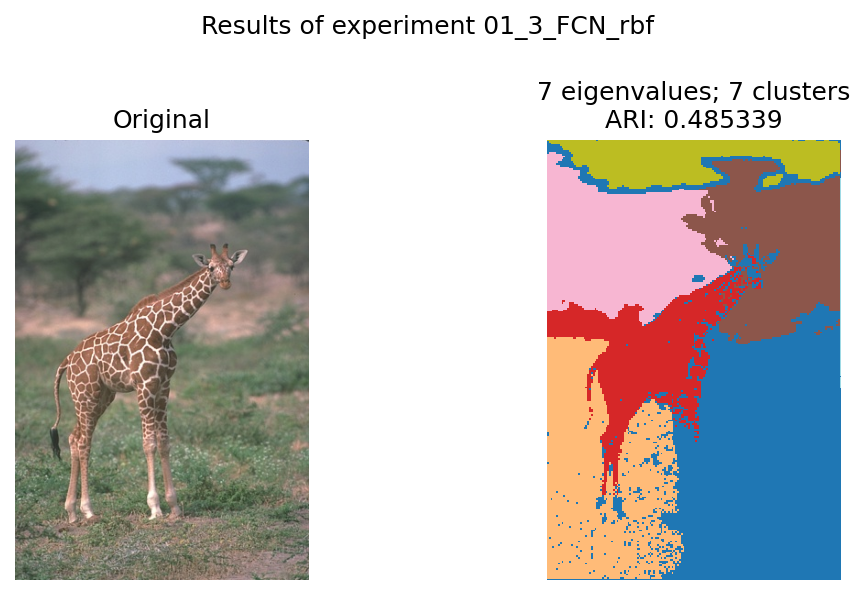 Results of experiment 01_3_FCN_rbf
Original
7 eigenvalues; 7 clusters
ARI: 0.485339